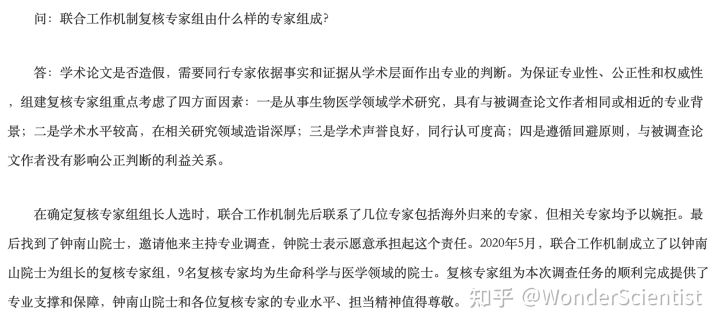 问：联合工作机制复核专家组由什么样的专家组成?
答：学术论文是否造假，需要同行专家依据事实和证据从学术层面作出专业的判断。为保证专业性、公正性和权威性
，组建复核专家组重点考虑了四方面因素：一是从事生物医学领域学术研究，具有与被调查论文作者相同或相近的专业背
景；二是学术水平较高，在相关研究领域造诣深厚；三是学术声誉良好，同行认可度高；四是遵循回避原则，与被调查论
文作者没有影响公正判断的利益关系。
在确定复核专家组组长人选时，联合工作机制先后联系了几位专家包括海外归来的专家，但相关专家均予以婉拒。最
后找到了钟南山院士，邀请他来主持专业调查，钟院士表示愿意承担起这个责任。2020年5月，联合工作机制成立了以钟南
山院士为组长的复核专家组，9名复核专家均为生命科学与医学领域的院士。复核专家组为本次调查任务的顺利完成提供了
专业支撑和保障，钟南山院士和各位复核专家的专业水平、担当精神值得尊敬。
知乎 @WonderScientist